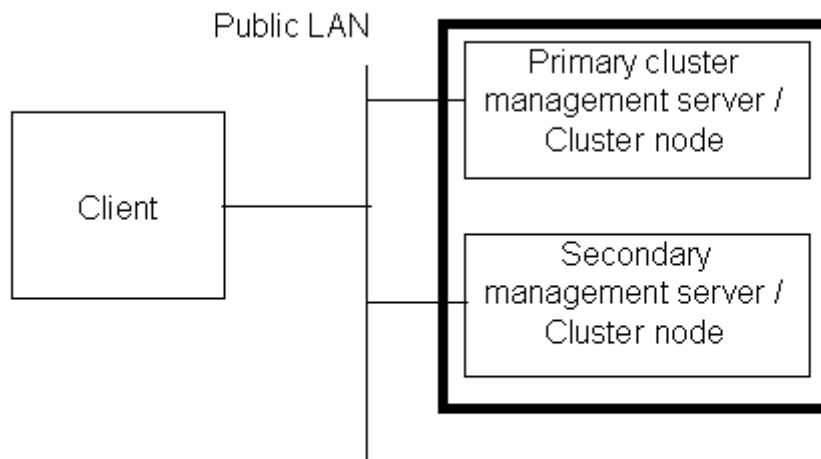 Public LAN
Primary cluster
management server /
Cluster node
Client
Secondary
management server /
Cluster node